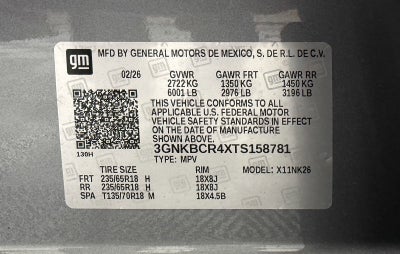 gm
MFD BY GENERAL MOTORS DE MEXICO, S. DE R.L. DE C.V.
02/26 GVWR GAWR FRT GAWR RR
2722 KG 1350 KG 1450 KG
6001 LB 2976 LB 3196 LB
THIS VEHICLE CONFORMS TO ALL
APPLICABLE U.S. FEDERAL MOTOR
VEHICLE SAFETY STANDARDS IN EFFECT
ON THE DATE OF MANUFACTURE
SHOWN ABOVE.
3GNKBCR4XTS158781
130H TYPE: MPV
TIRE SIZE RIM MODEL: X11NK26
FRT 235/65R18 H 18X8J
RR 235/65R18 H 18X8J
SPA T135/70R18 M 18X4.5B